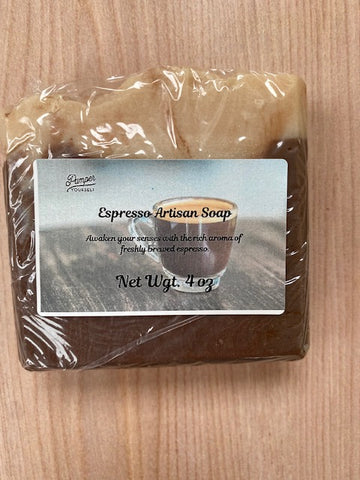 Pamper
YOURSELF
Espresso Artisan Soap
Awaken your senses with the rich aroma of
freshly brewed espresso.
Net Wgt. 4 oz